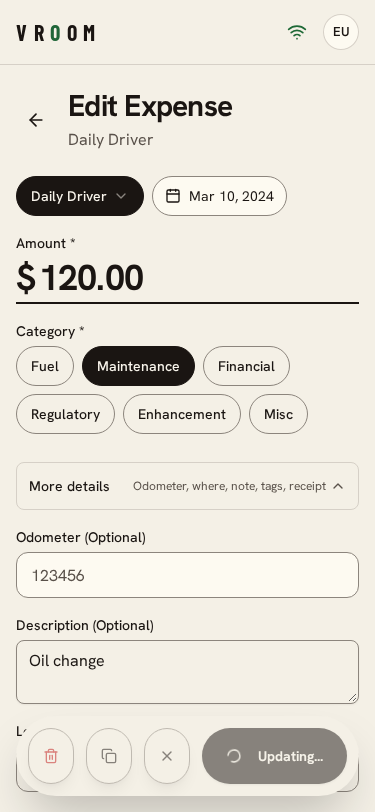 VROOM
EU
Edit Expense
Daily Driver
Daily Driver
Mar 10, 2024
Amount *
$ 120.00
Category *
Fuel
Maintenance
Financial
Regulatory
Enhancement
Misc
More details
Odometer, where, note, tags, receipt
Odometer (Optional)
123456
Description (Optional)
Oil change
Updating...